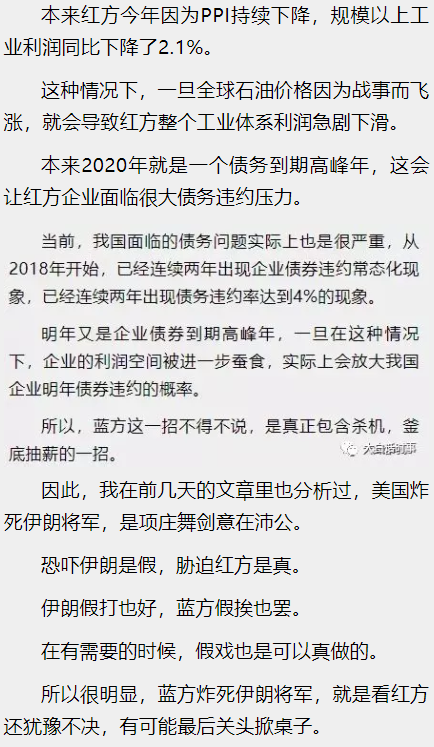 本来红方今年因为PPI持续下降，规模以上工
业利润同比下降了2.1%。
这种情况下，一旦全球石油价格因为战事而飞
涨，就会导致红方整个工业体系利润急剧下滑。
本来2020年就是一个债务到期高峰年，这会
让红方企业面临很大债务违约压力。
当前，我国面临的债务问题实际上也是很严重，从
2018年开始，已经连续两年出现企业债券违约常态化现
象，已经连续两年出现债务违约率达到4%的现象。
明年又是企业债券到期高峰年，一旦在这种情况
下，企业的利润空间被进一步蚕食，实际上会放大我国
企业明年债券违约的概率。
所以，蓝方这一招不得不说，是真正包含杀机，釜
底抽薪的一招。
大白话时事
因此，我在前几天的文章里也分析过，美国炸
死伊朗将军，是项庄舞剑意在沛公。
恐吓伊朗是假，胁迫红方是真。
伊朗假打也好，蓝方假挨也罢。
在有需要的时候，假戏也是可以真做的。
所以很明显，蓝方炸死伊朗将军，就是看红方
还犹豫不决，有可能最后关头掀桌子。